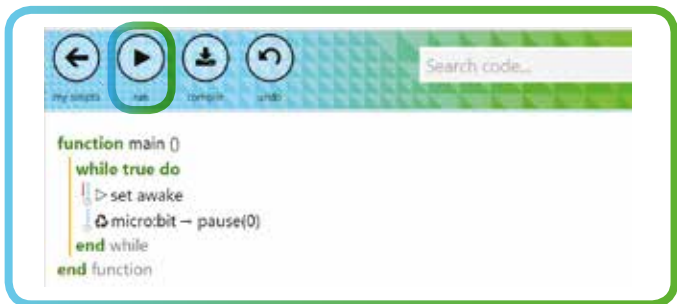 my scripts run compile undo
Search code...
function main ()
while true do
▷ set awake
micro:bit → pause(0)
end while
end function